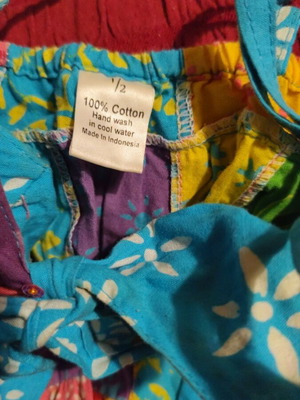 1/2
100% Cotton
Hand wash
in cool water
Made In Indonesia